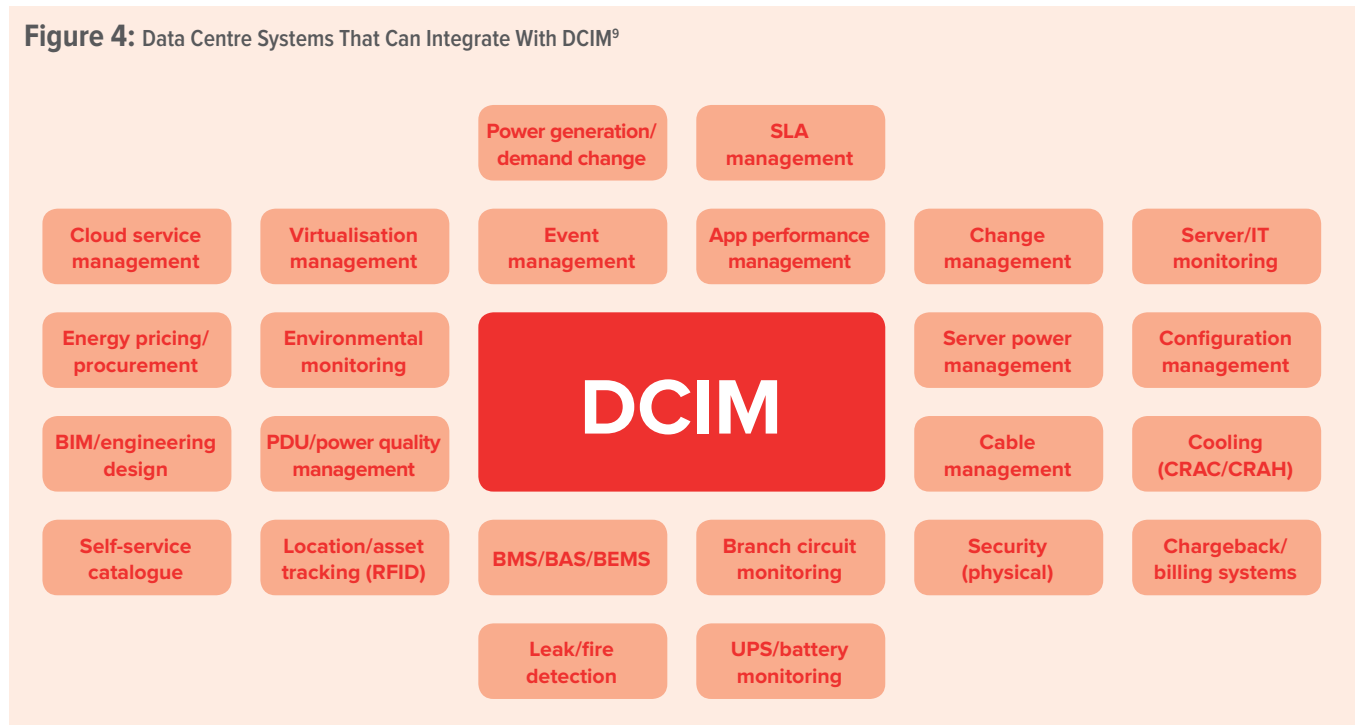 Figure 4: Data Centre Systems That Can Integrate With DCIM⁹
Power generation/
demand change
SLA
management
Cloud service
management
Virtualisation
management
Event
management
App performance
management
Change
management
Server/IT
monitoring
Energy pricing/
procurement
Environmental
monitoring
DCIM
Server power
management
Configuration
management
BIM/engineering
design
PDU/power quality
management
Cable
management
Cooling
(CRAC/CRAH)
Self-service
catalogue
Location/asset
tracking (RFID)
BMS/BAS/BEMS
Branch circuit
monitoring
Security
(physical)
Chargeback/
billing systems
Leak/fire
detection
UPS/battery
monitoring